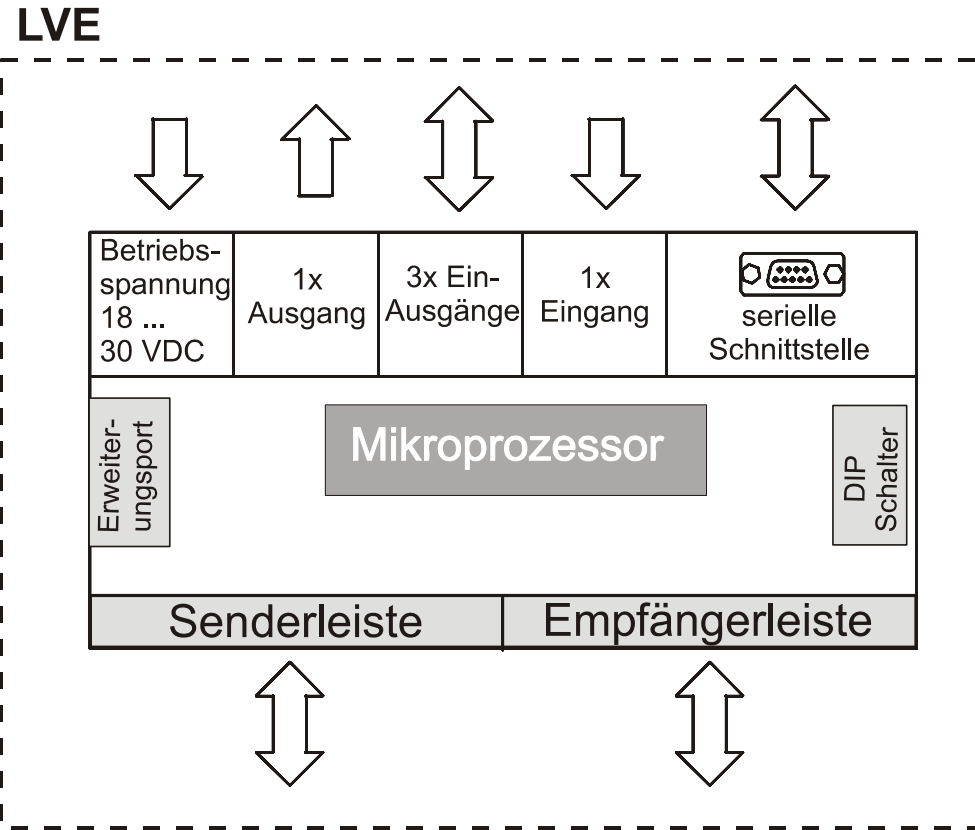 LVE
Betriebs-
spannung
18 ...
30 VDC
1x
Ausgang
3x Ein-
Ausgänge
1x
Eingang
serielle
Schnittstelle
Erweiter-
ungsport
Mikroprozessor
DIP
Schalter
Senderleiste
Empfängerleiste